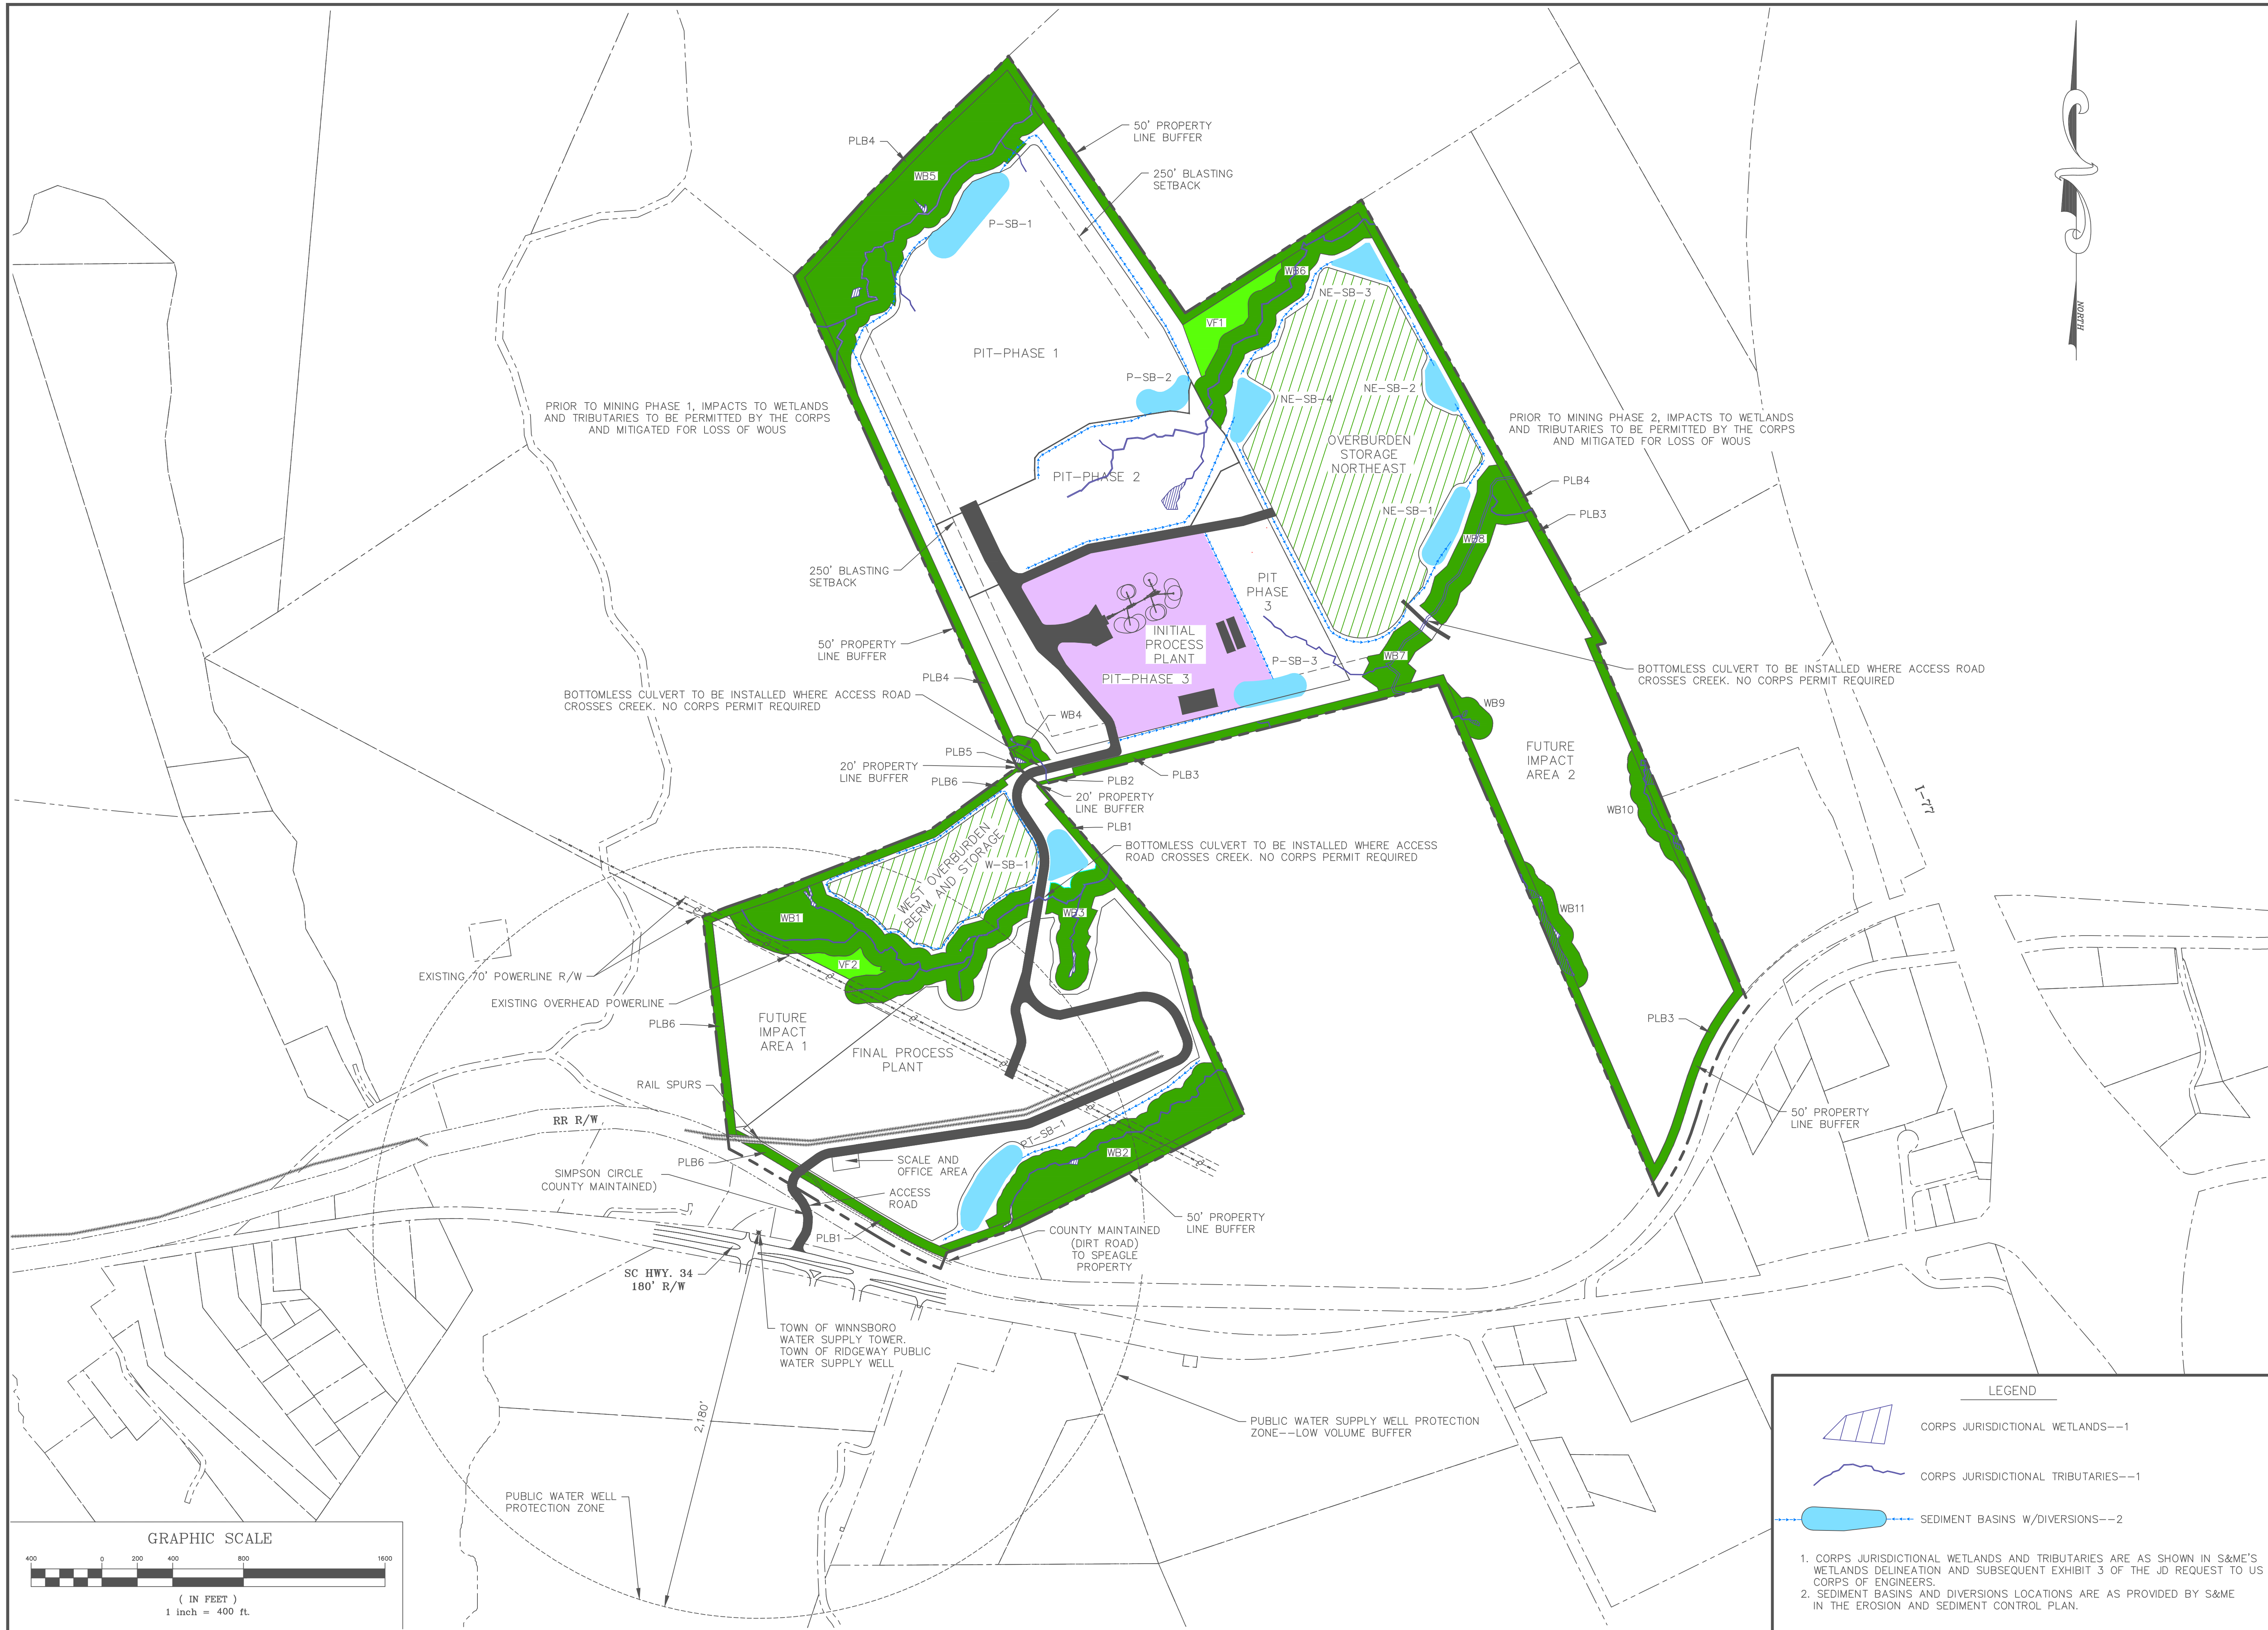 50' PROPERTY
LINE BUFFER
PLB4
250' BLASTING
SETBACK
WB5
P-SB-1
NORTH
WB6
NE-SB-3
VF1
PIT-PHASE 1
P-SB-2
NE-SB-2
NE-SB-4
PRIOR TO MINING PHASE 1, IMPACTS TO WETLANDS
AND TRIBUTARIES TO BE PERMITTED BY THE CORPS
AND MITIGATED FOR LOSS OF WOUS
PRIOR TO MINING PHASE 2, IMPACTS TO WETLANDS
AND TRIBUTARIES TO BE PERMITTED BY THE CORPS
AND MITIGATED FOR LOSS OF WOUS
OVERBURDEN
STORAGE
NORTHEAST
PIT-PHASE 2
PLB4
NE-SB-1
PLB3
WB8
250' BLASTING
SETBACK
PIT
PHASE
3
INITIAL
PROCESS
PLANT
50' PROPERTY
LINE BUFFER
P-SB-3
WB7
PLB4
PIT-PHASE 3
BOTTOMLESS CULVERT TO BE INSTALLED WHERE ACCESS ROAD
CROSSES CREEK. NO CORPS PERMIT REQUIRED
BOTTOMLESS CULVERT TO BE INSTALLED WHERE ACCESS ROAD
CROSSES CREEK. NO CORPS PERMIT REQUIRED
WB4
WB9
PLB5
20' PROPERTY
LINE BUFFER
PLB6
PLB2
PLB3
20' PROPERTY
LINE BUFFER
FUTURE
IMPACT
AREA 2
I-77
WB10
PLB1
BOTTOMLESS CULVERT TO BE INSTALLED WHERE ACCESS
ROAD CROSSES CREEK. NO CORPS PERMIT REQUIRED
W-SB-1
WEST OVERBURDEN
BERM AND STORAGE
WB1
WB3
WB11
VF2
EXISTING 70' POWERLINE R/W
EXISTING OVERHEAD POWERLINE
PLB6
FUTURE
IMPACT
AREA 1
PLB3
FINAL PROCESS
PLANT
RAIL SPURS
50' PROPERTY
LINE BUFFER
RR R/W
PT-SB-1
WB2
PLB6
SCALE AND
OFFICE AREA
SIMPSON CIRCLE
COUNTY MAINTAINED)
ACCESS
ROAD
50' PROPERTY
LINE BUFFER
PLB1
COUNTY MAINTAINED
(DIRT ROAD)
TO SPEAGLE
PROPERTY
SC HWY. 34
180' R/W
TOWN OF WINNSBORO
WATER SUPPLY TOWER.
TOWN OF RIDGEWAY PUBLIC
WATER SUPPLY WELL
2,180'
PUBLIC WATER SUPPLY WELL PROTECTION
ZONE--LOW VOLUME BUFFER
PUBLIC WATER WELL
PROTECTION ZONE
GRAPHIC SCALE
400 0 200 400 800 1600
( IN FEET )
1 inch = 400 ft.
LEGEND
CORPS JURISDICTIONAL WETLANDS--1
CORPS JURISDICTIONAL TRIBUTARIES--1
SEDIMENT BASINS W/DIVERSIONS--2
1. CORPS JURISDICTIONAL WETLANDS AND TRIBUTARIES ARE AS SHOWN IN S&ME'S
WETLANDS DELINEATION AND SUBSEQUENT EXHIBIT 3 OF THE JD REQUEST TO US
CORPS OF ENGINEERS.
2. SEDIMENT BASINS AND DIVERSIONS LOCATIONS ARE AS PROVIDED BY S&ME
IN THE EROSION AND SEDIMENT CONTROL PLAN.